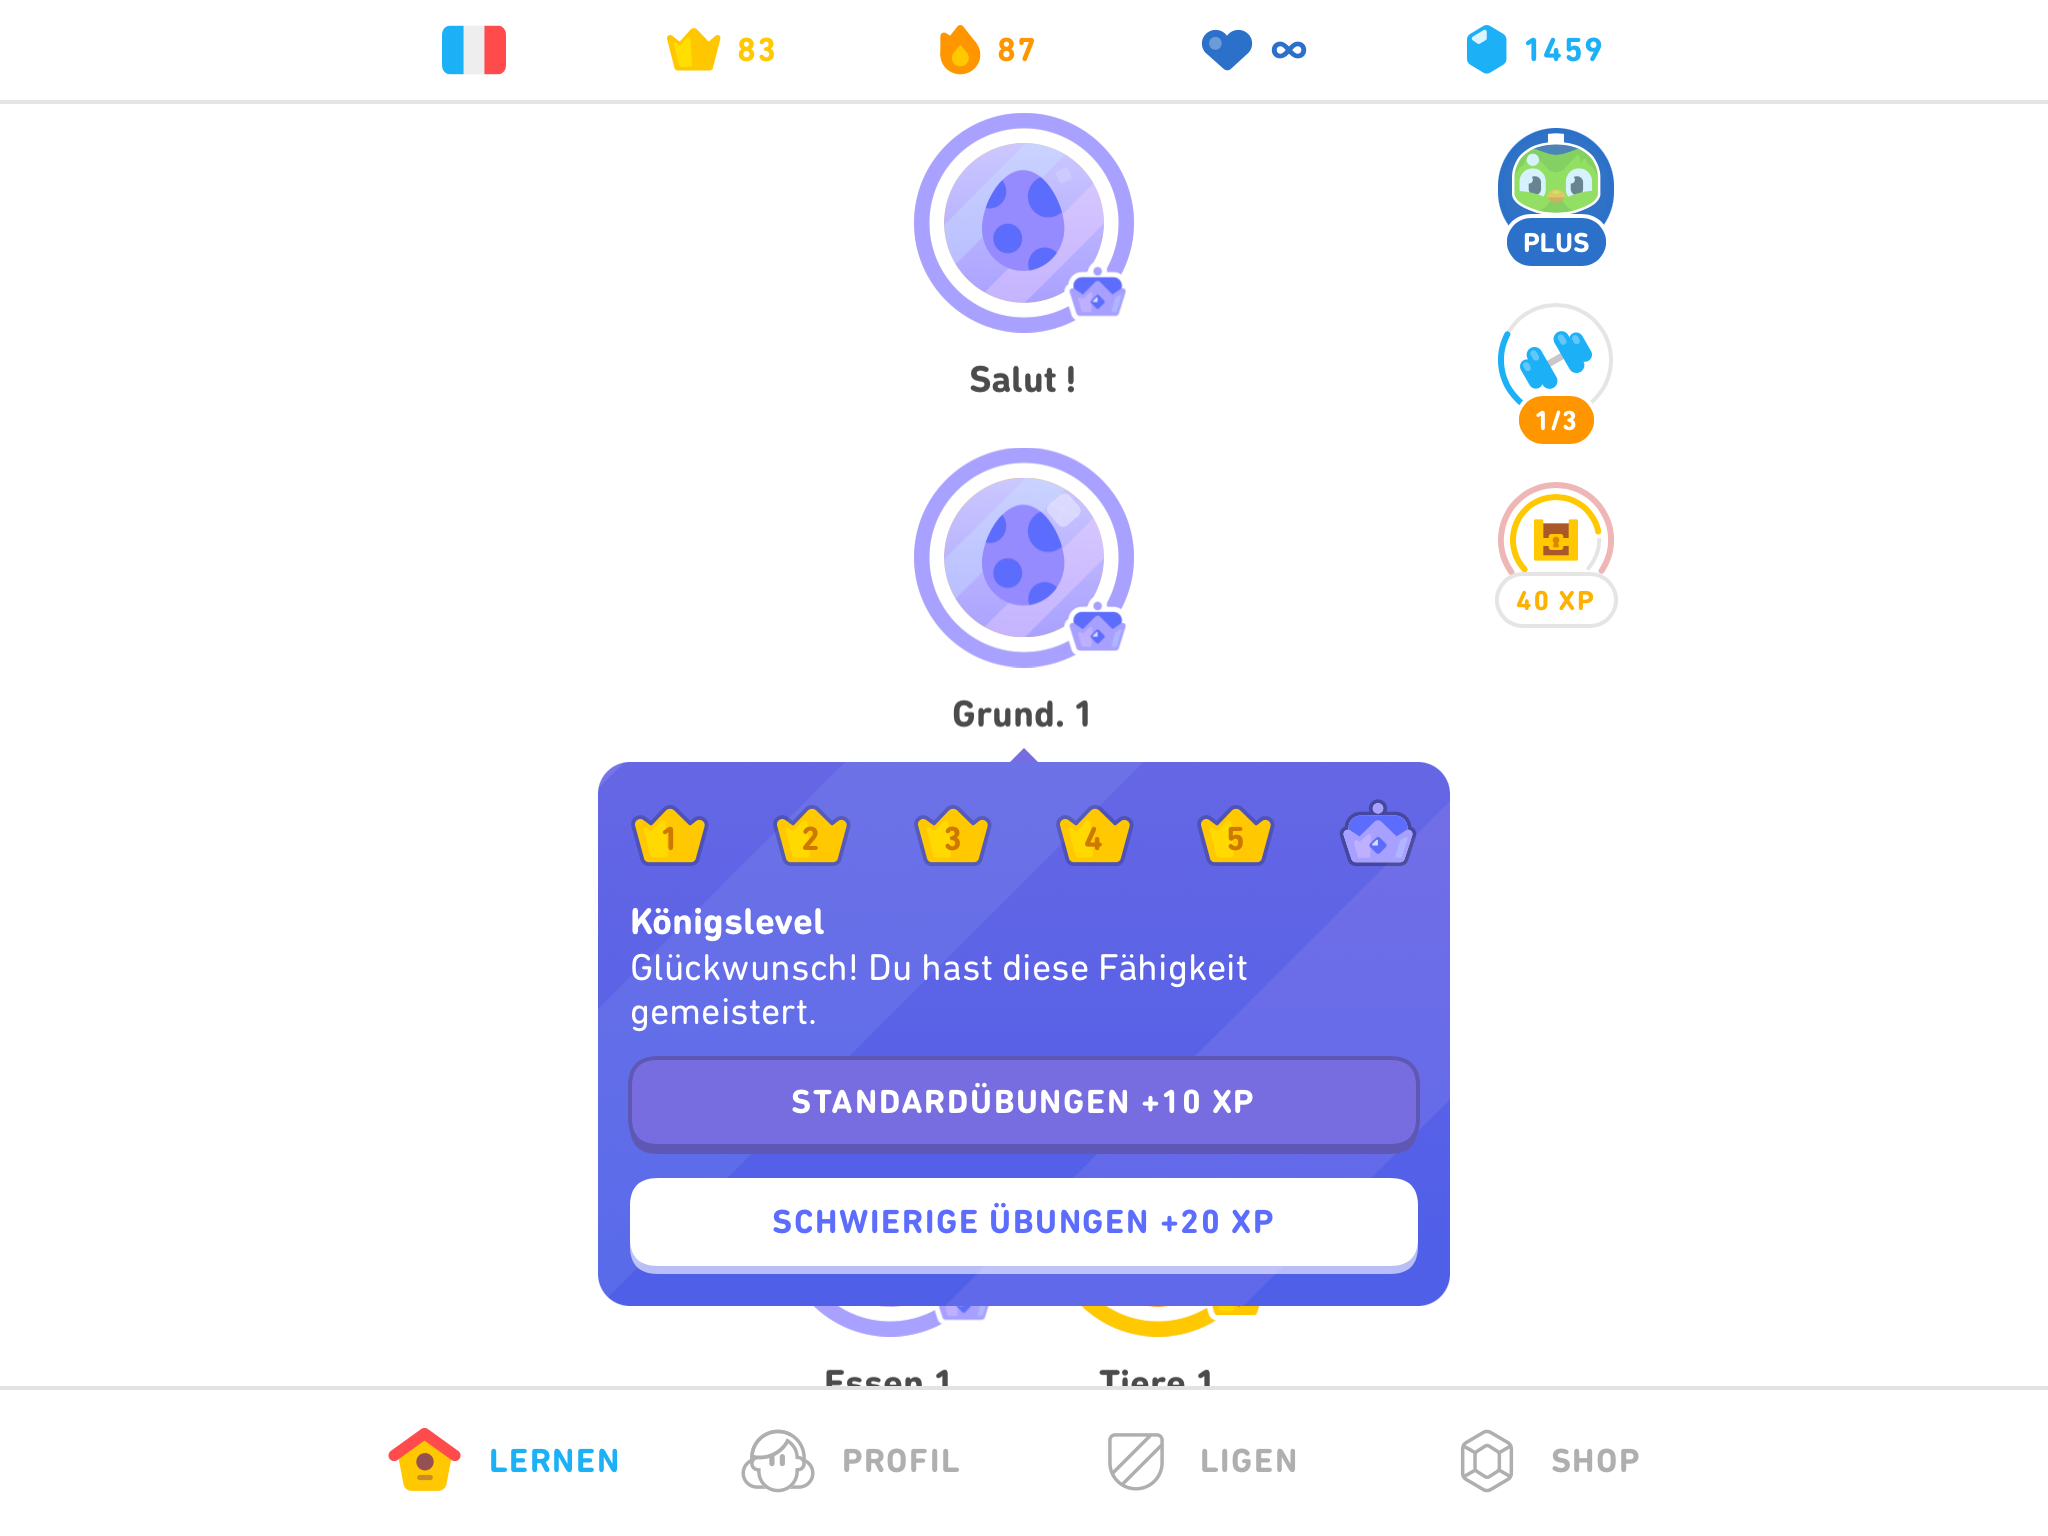 83
87
∞
1459
Salut !
PLUS
1/3
40 XP
Grund. 1
1
2
3
4
5
Königslevel
Glückwunsch! Du hast diese Fähigkeit
gemeistert.
STANDARDÜBUNGEN +10 XP
SCHWIERIGE ÜBUNGEN +20 XP
Essen 1
Tiere 1
LERNEN
PROFIL
LIGEN
SHOP